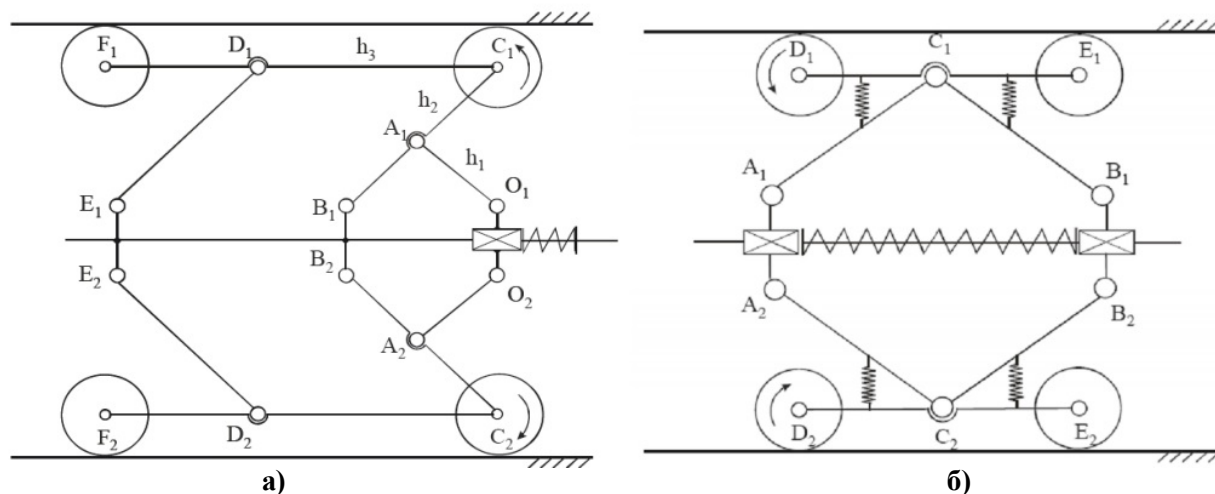 F₁ D₁ h₃ C₁
h₂
A₁
h₁
E₁ B₁ O₁
E₂ B₂ O₂
A₂
F₂ D₂ C₂
а)
D₁ C₁ E₁
A₁ B₁
A₂ B₂
D₂ C₂ E₂
б)